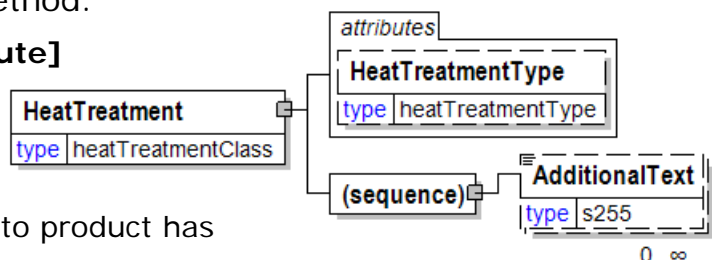 ethod.
ute]
attributes
HeatTreatmentType
type heatTreatmentType
HeatTreatment
type heatTreatmentClass
(sequence)
AdditionalText
type s255
to product has
0 ∞